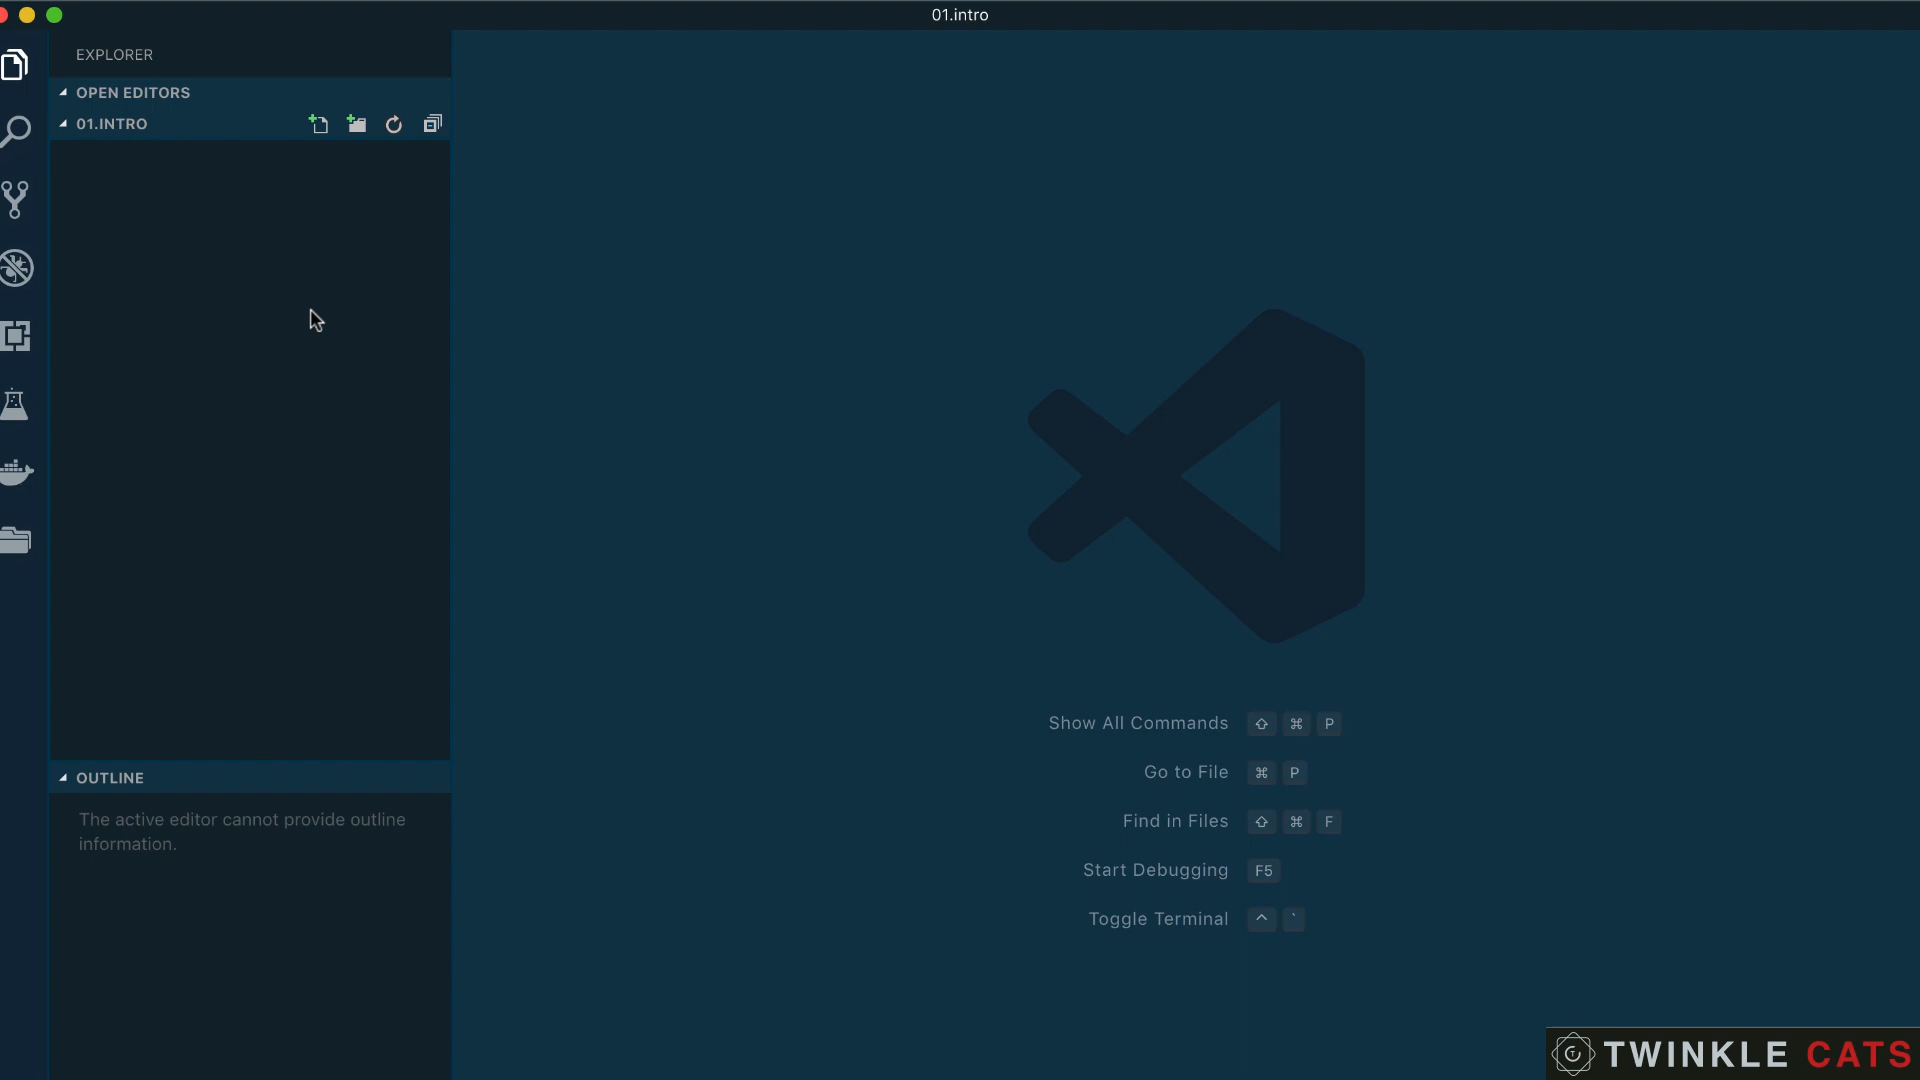 01.intro
EXPLORER
OPEN EDITORS
01.INTRO
Show All Commands ⇧ ⌘ P
Go to File ⌘ P
Find in Files ⇧ ⌘ F
Start Debugging F5
Toggle Terminal ^ `
OUTLINE
The active editor cannot provide outline
information.
TWINKLE CATS